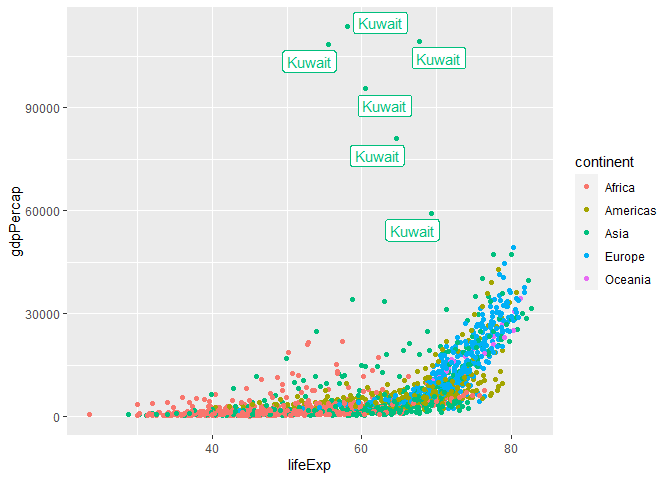 Kuwait
Kuwait
Kuwait
Kuwait
Kuwait
Kuwait
90000
60000
30000
0
gdpPercap
40
60
80
lifeExp
continent
Africa
Americas
Asia
Europe
Oceania